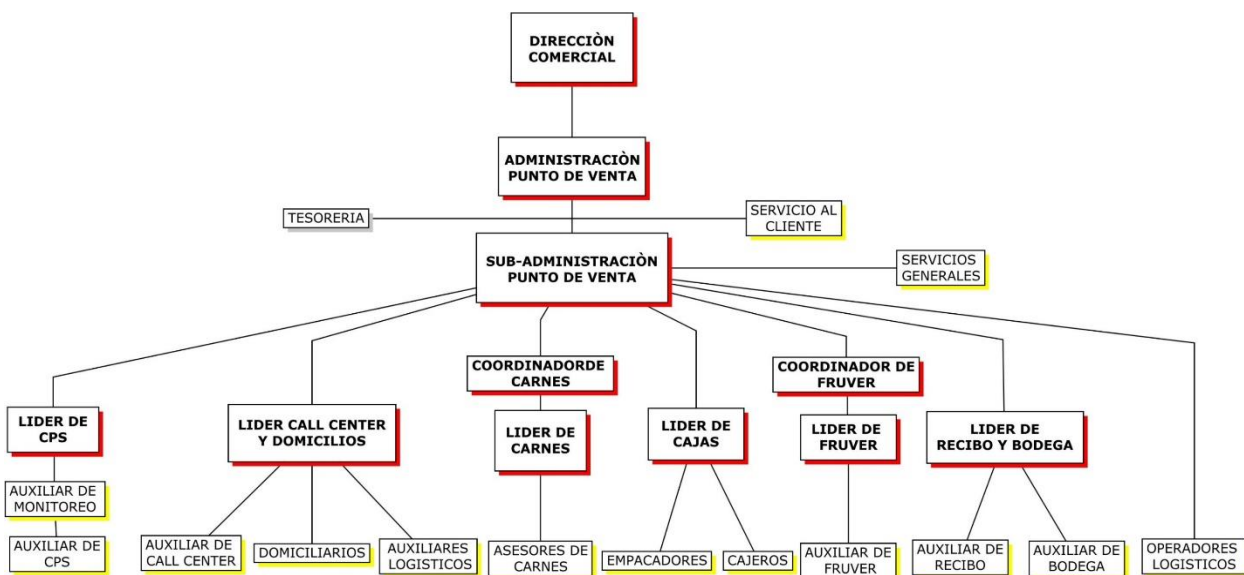 DIRECCIÒN
COMERCIAL
ADMINISTRACIÒN
PUNTO DE VENTA
TESORERIA
SERVICIO AL
CLIENTE
SUB-ADMINISTRACIÒN
PUNTO DE VENTA
SERVICIOS
GENERALES
COORDINADORDE
CARNES
COORDINADOR DE
FRUVER
LIDER DE
CPS
LIDER CALL CENTER
Y DOMICILIOS
LIDER DE
CARNES
LIDER DE
CAJAS
LIDER DE
FRUVER
LIDER DE
RECIBO Y BODEGA
AUXILIAR DE
MONITOREO
AUXILIAR DE
CPS
AUXILIAR DE
CALL CENTER
DOMICILIARIOS
AUXILIARES
LOGISTICOS
ASESORES DE
CARNES
EMPACADORES
CAJEROS
AUXILIAR DE
FRUVER
AUXILIAR DE
RECIBO
AUXILIAR DE
BODEGA
OPERADORES
LOGISTICOS